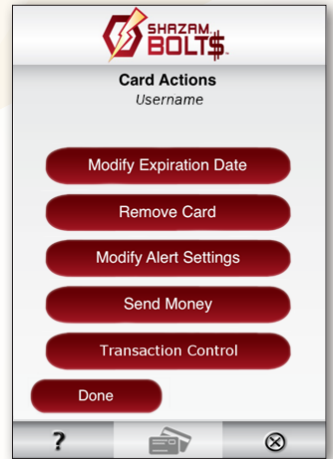 SHAZAM
BOLT$
Card Actions
Username
Modify Expiration Date
Remove Card
Modify Alert Settings
Send Money
Transaction Control
Done
?